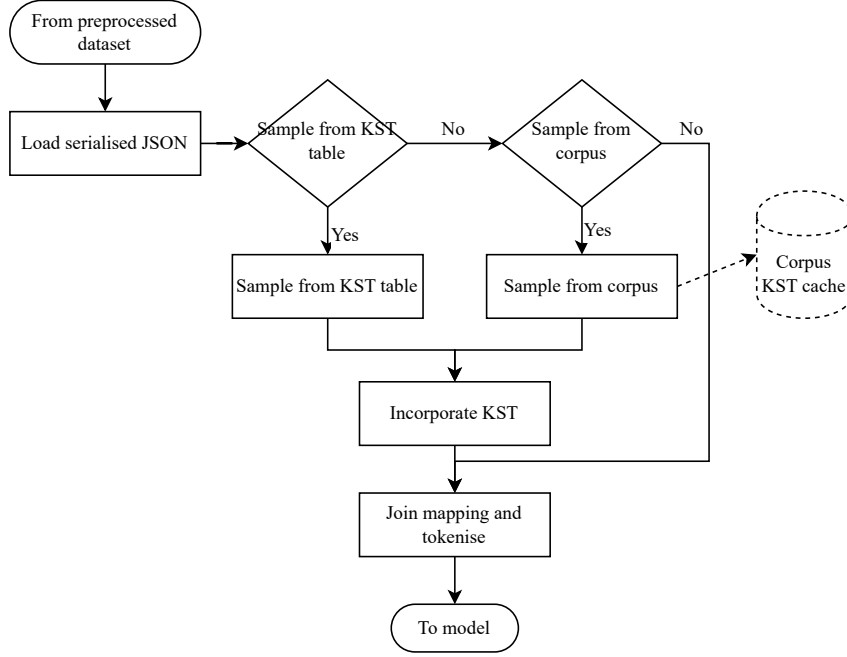 From preprocessed
dataset
Load serialised JSON
Sample from KST
table
No
Sample from
corpus
No
Yes
Yes
Sample from KST table
Sample from corpus
Corpus
KST cache
Incorporate KST
Join mapping and
tokenise
To model